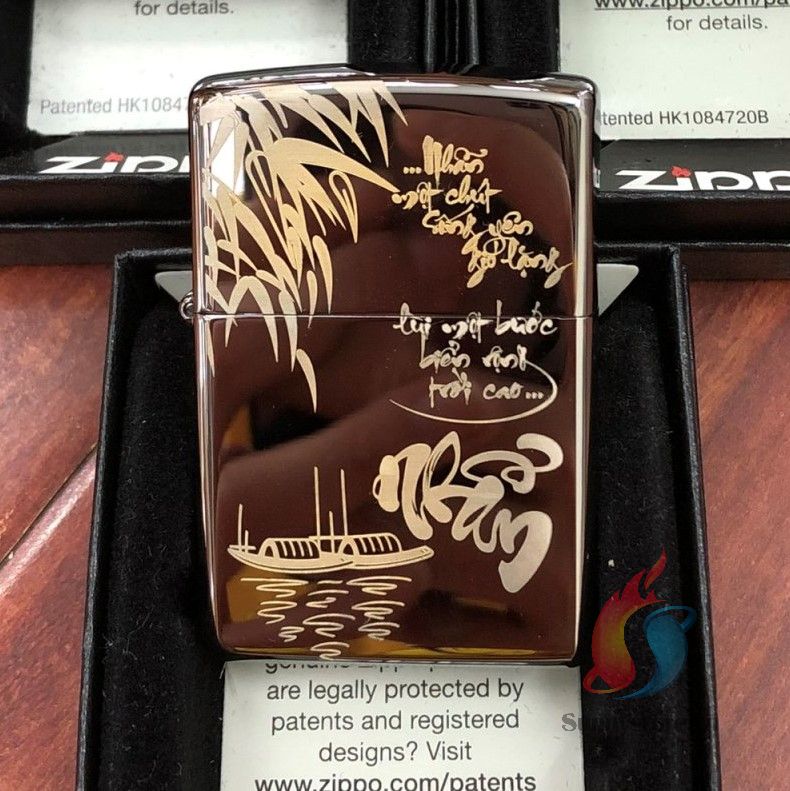 for details.
Patented HK1084
zippo
www.zippo.com/pa
for details.
tented HK1084720B
zippo
...Nhẫn
một chút
sóng yên
gió lặng
lùi một bước
biển rộng
trời cao...
Nhẫn
are legally protected by
patents and registered
designs? Visit
www.zippo.com/patents